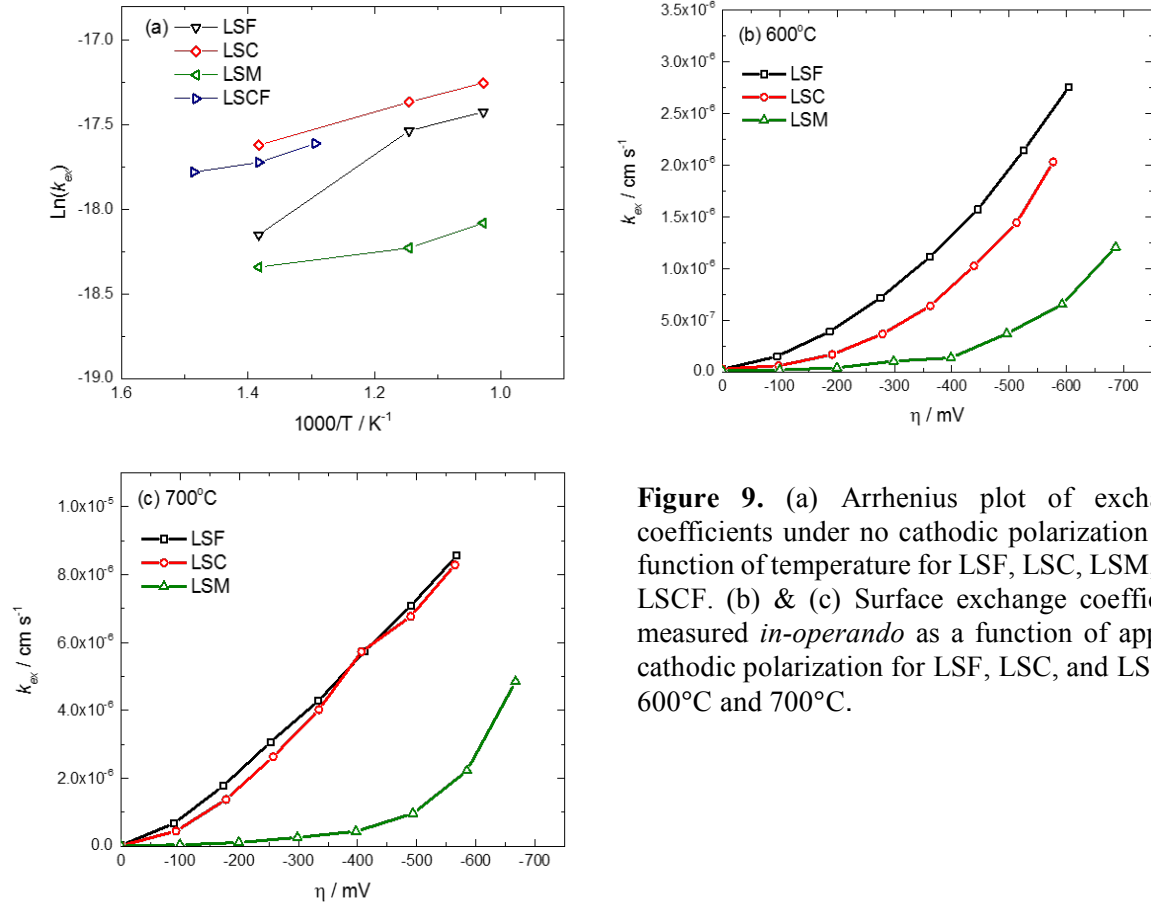 (a)
LSF
LSC
LSM
LSCF
-17.0
-17.5
-18.0
-18.5
-19.0
Ln(k_ex)
1.6
1.4
1.2
1.0
1000/T / K⁻¹
(b) 600°C
LSF
LSC
LSM
3.5x10⁻⁶
3.0x10⁻⁶
2.5x10⁻⁶
2.0x10⁻⁶
1.5x10⁻⁶
1.0x10⁻⁶
5.0x10⁻⁷
0.0
k_ex / cm s⁻¹
0
-100
-200
-300
-400
-500
-600
-700
η / mV
(c) 700°C
LSF
LSC
LSM
1.0x10⁻⁵
8.0x10⁻⁶
6.0x10⁻⁶
4.0x10⁻⁶
2.0x10⁻⁶
0.0
k_ex / cm s⁻¹
0
-100
-200
-300
-400
-500
-600
-700
η / mV
Figure 9. (a) Arrhenius plot of excha
coefficients under no cathodic polarization
function of temperature for LSF, LSC, LSM,
LSCF. (b) & (c) Surface exchange coeffic
measured in-operando as a function of app
cathodic polarization for LSF, LSC, and LS
600°C and 700°C.